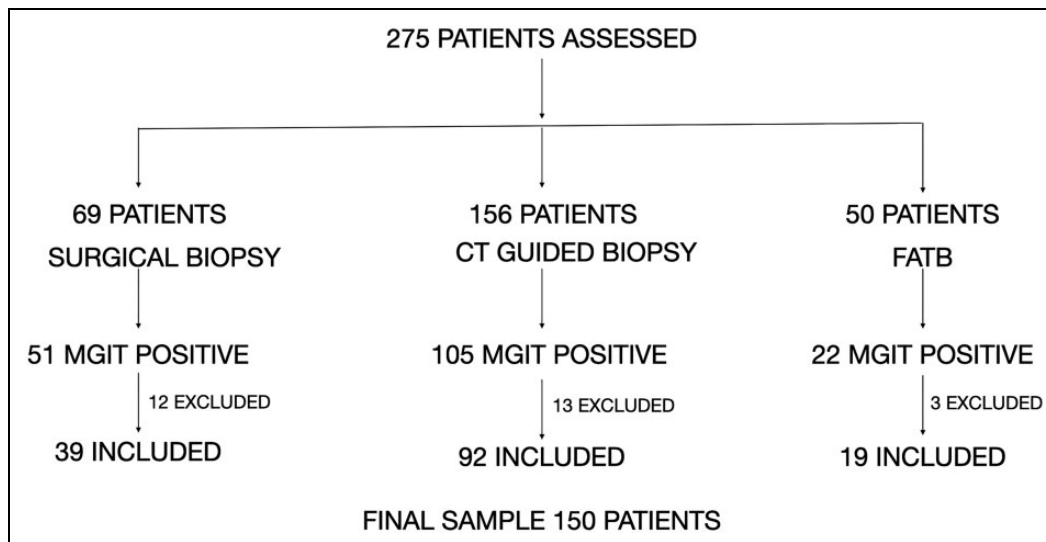 275 PATIENTS ASSESSED
69 PATIENTS
SURGICAL BIOPSY
156 PATIENTS
CT GUIDED BIOPSY
50 PATIENTS
FATB
51 MGIT POSITIVE
105 MGIT POSITIVE
22 MGIT POSITIVE
12 EXCLUDED
13 EXCLUDED
3 EXCLUDED
39 INCLUDED
92 INCLUDED
19 INCLUDED
FINAL SAMPLE 150 PATIENTS